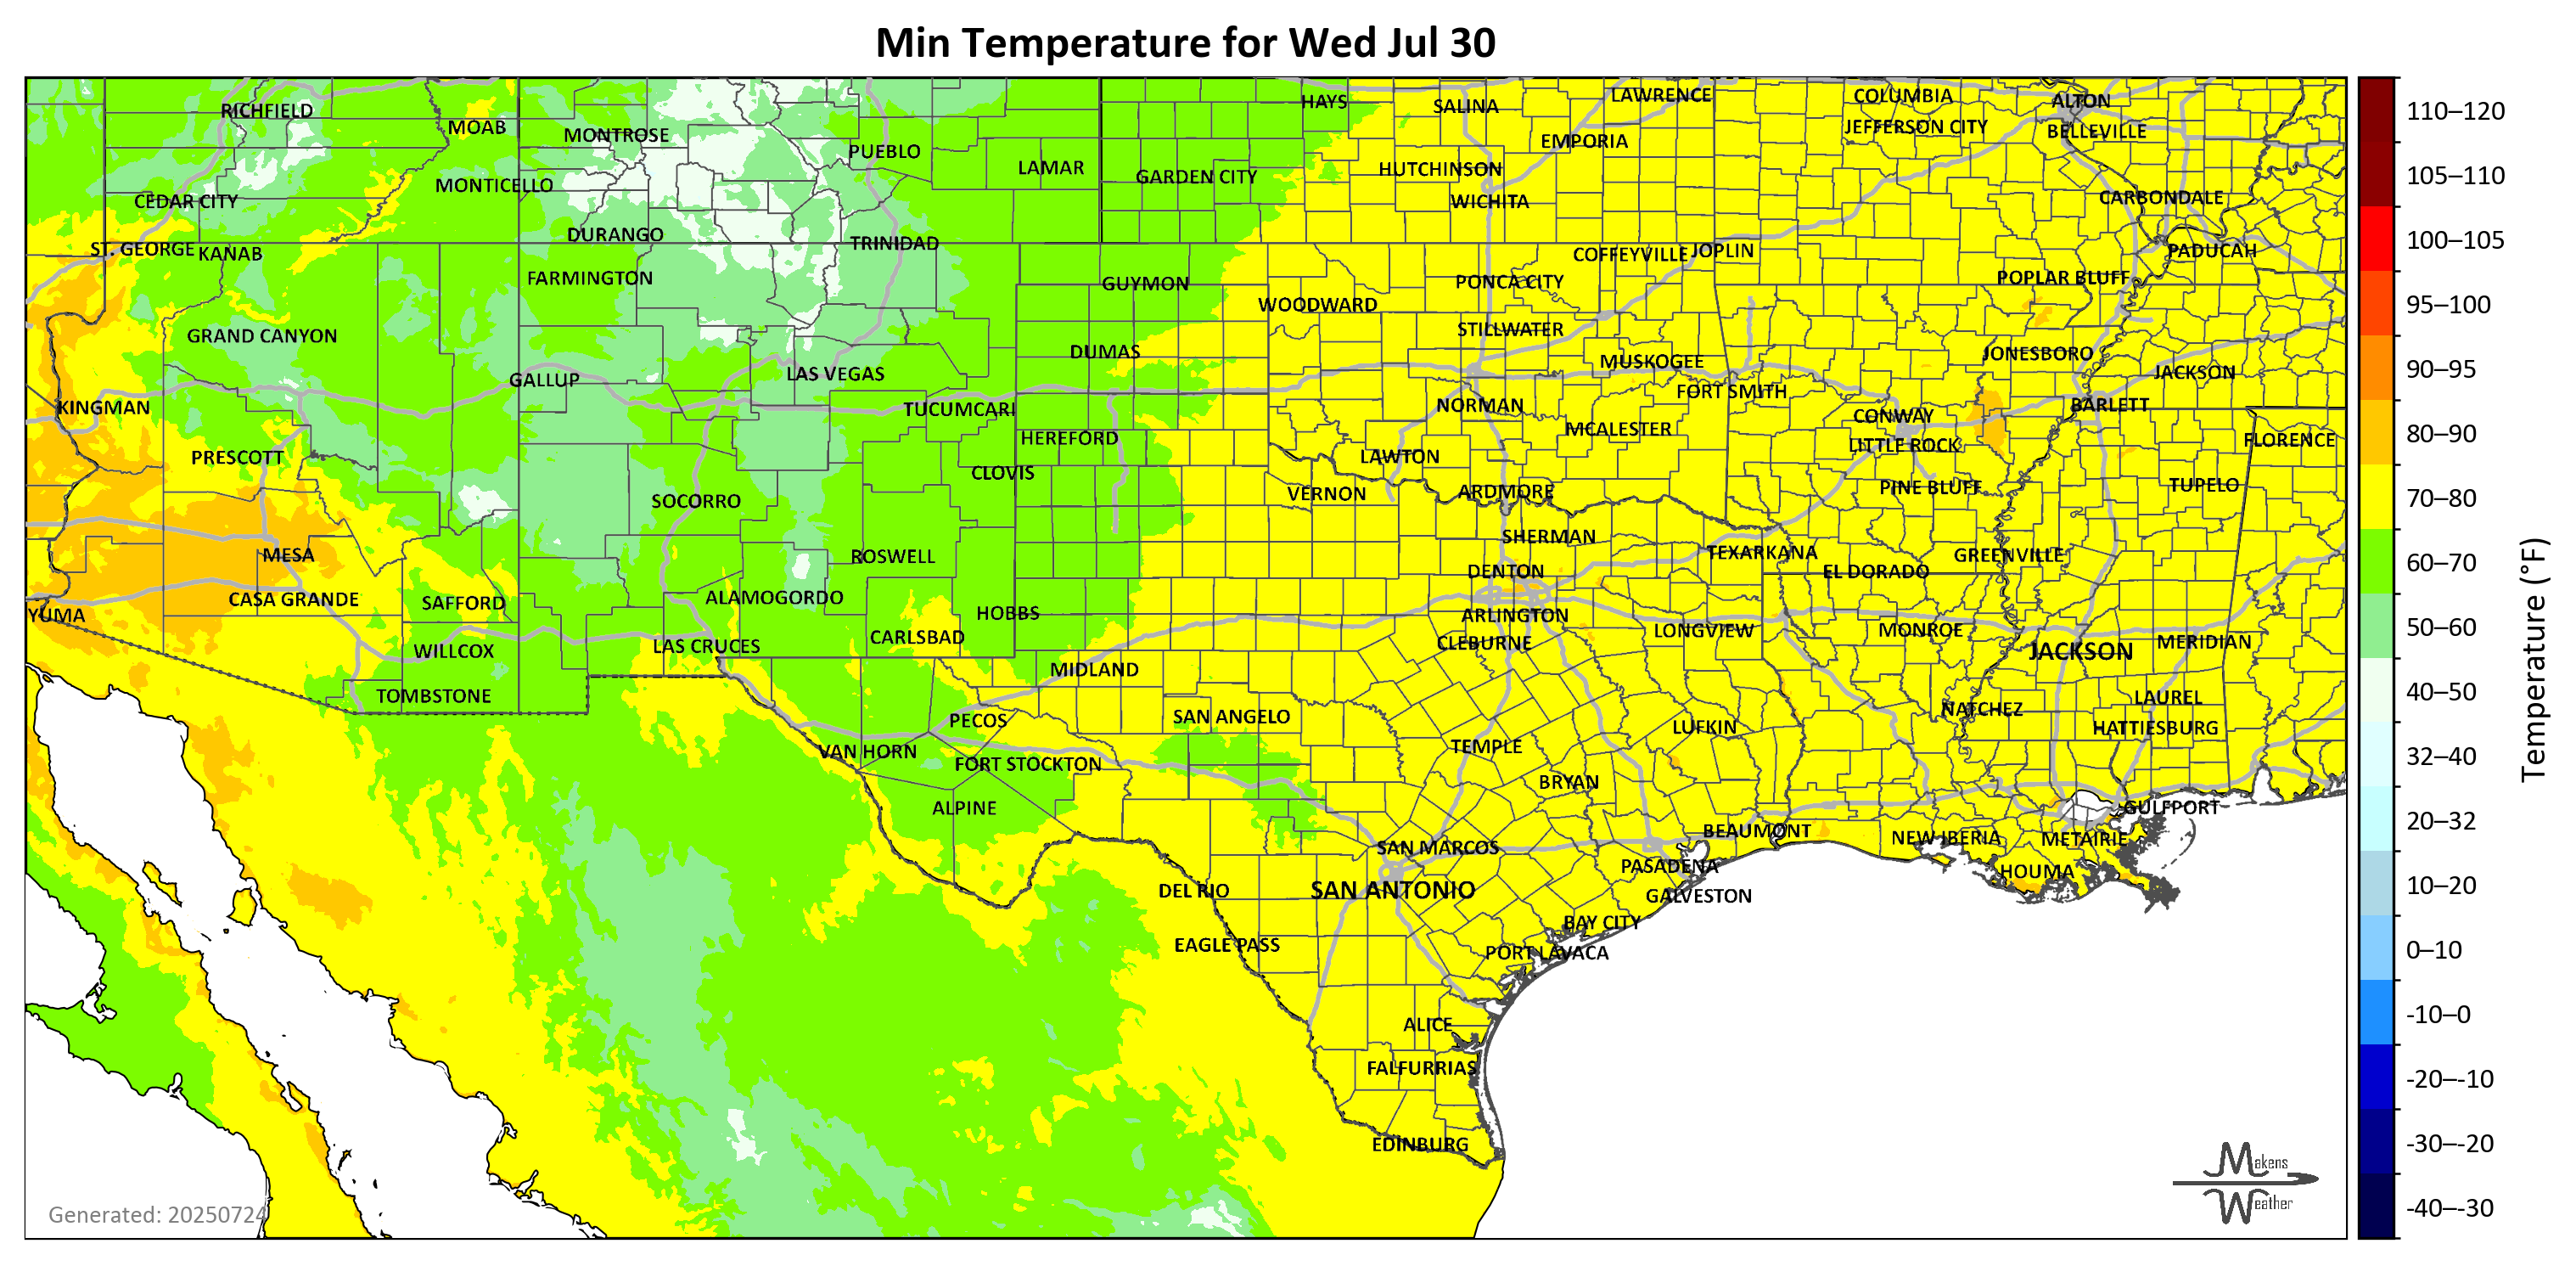 Min Temperature for Wed Jul 30
RICHFIELD
MOAB
MONTROSE
PUEBLO
LAMAR
GARDEN CITY
HAYS
SALINA
LAWRENCE
COLUMBIA
ALTON
JEFFERSON CITY
BELLEVILLE
EMPORIA
HUTCHINSON
WICHITA
CARBONDALE
MONTICELLO
CEDAR CITY
DURANGO
TRINIDAD
ST. GEORGE
KANAB
FARMINGTON
GUYMON
COFFEYVILLE
JOPLIN
PADUCAH
POPLAR BLUFF
PONCA CITY
WOODWARD
STILLWATER
GRAND CANYON
DUMAS
MUSKOGEE
JONESBORO
JACKSON
GALLUP
LAS VEGAS
FORT SMITH
KINGMAN
TUCUMCARI
NORMAN
CONWAY
BARLETT
HEREFORD
MCALESTER
LITTLE ROCK
FLORENCE
PRESCOTT
CLOVIS
LAWTON
VERNON
ARDMORE
PINE BLUFF
TUPELO
SOCORRO
SHERMAN
MESA
ROSWELL
TEXARKANA
GREENVILLE
DENTON
EL DORADO
CASA GRANDE
SAFFORD
ALAMOGORDO
HOBBS
YUMA
ARLINGTON
CARLSBAD
CLEBURNE
LONGVIEW
MONROE
MERIDIAN
WILLCOX
LAS CRUCES
JACKSON
MIDLAND
TOMBSTONE
LAUREL
PECOS
SAN ANGELO
NATCHEZ
HATTIESBURG
VAN HORN
FORT STOCKTON
TEMPLE
LUFKIN
BRYAN
ALPINE
GULFPORT
BEAUMONT
NEW IBERIA
METAIRIE
SAN MARCOS
PASADENA
HOUMA
DEL RIO
SAN ANTONIO
GALVESTON
BAY CITY
EAGLE PASS
PORT LAVACA
ALICE
FALFURRIAS
EDINBURG
Generated: 20250724
Makens
Weather
110–120
105–110
100–105
95–100
90–95
80–90
70–80
60–70
50–60
40–50
32–40
20–32
10–20
0–10
-10–0
-20–-10
-30–-20
-40–-30
Temperature (°F)